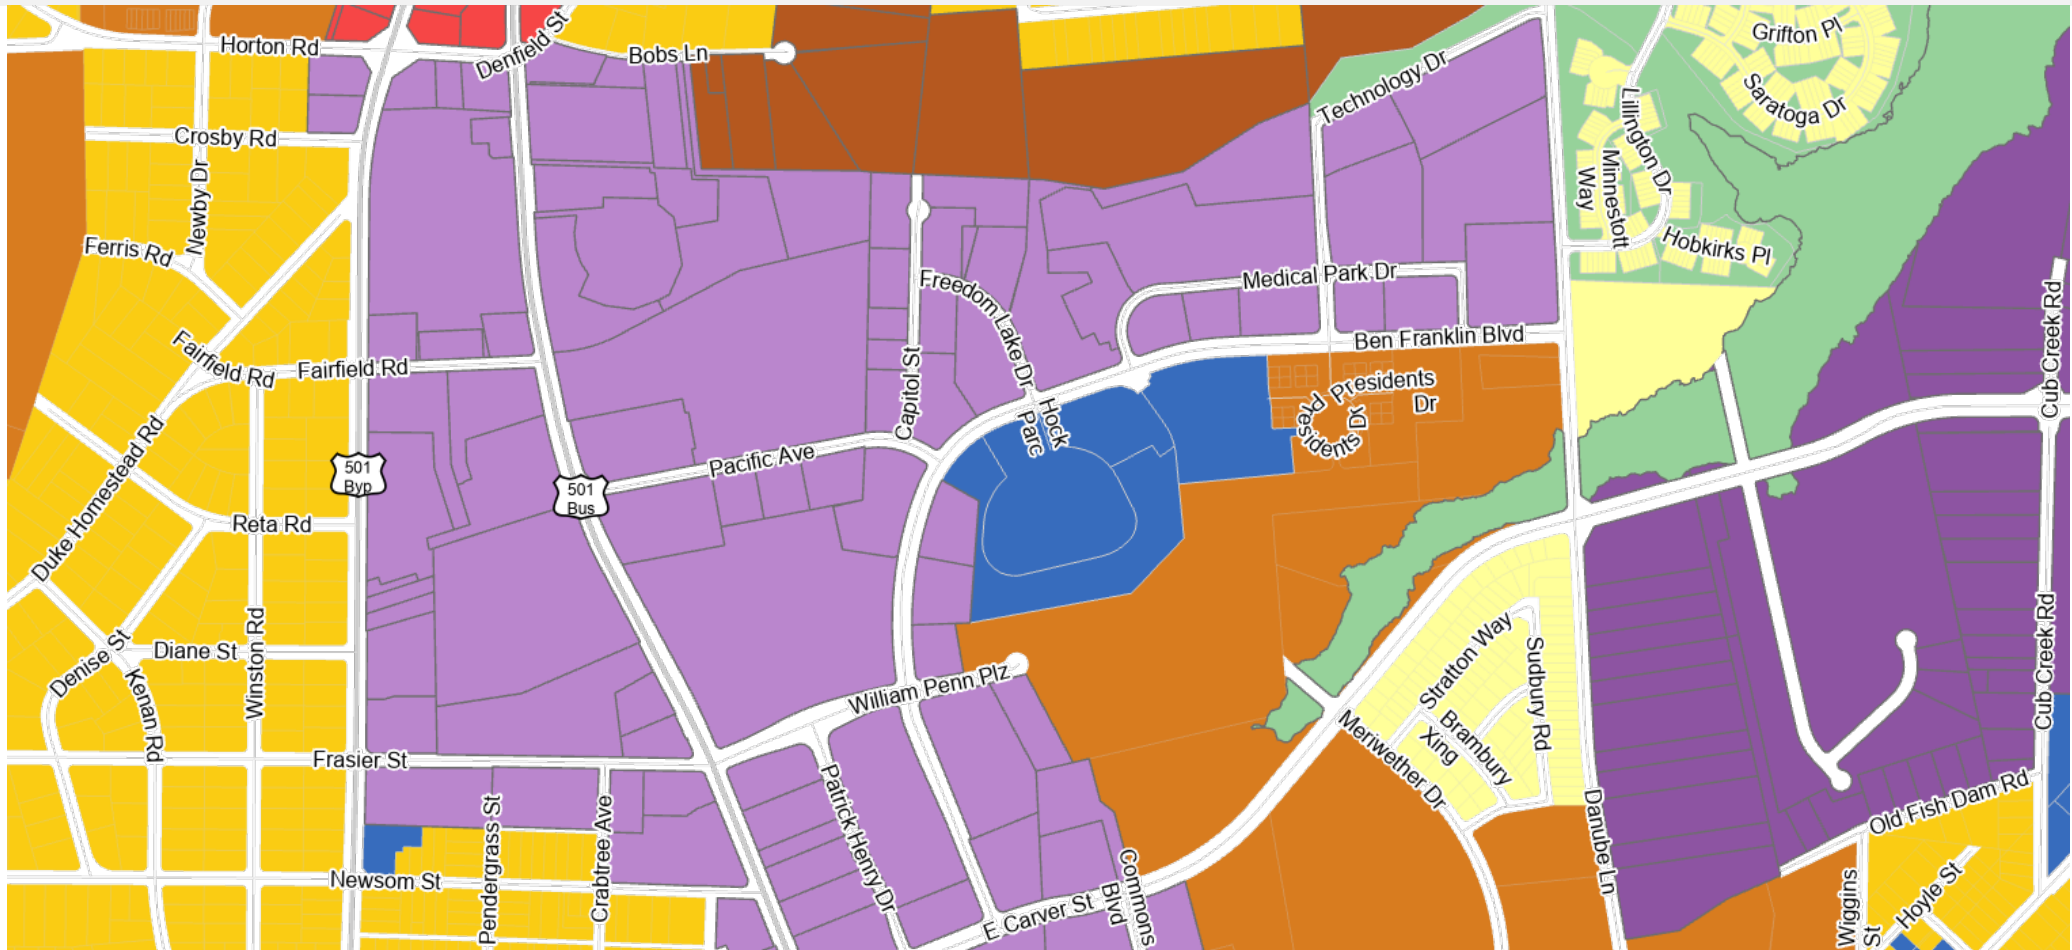 Horton Rd
Denfield St
Bobs Ln
Grifton Pl
Technology Dr
Saratoga Dr
Lillington Dr
Crosby Rd
Newby Dr
Minnestott
Way
Ferris Rd
Hobkirks Pl
Medical Park Dr
Freedom Lake Dr
Cub Creek Rd
Ben Franklin Blvd
Fairfield Rd
Fairfield Rd
Capitol St
Presidents
Dr
Presidents
Dr
Hock
Parc
Duke Homestead Rd
Pacific Ave
501
Byp
501
Bus
Reta Rd
Winston Rd
Diane St
Denise St
Kenan Rd
Stratton Way
Sudbury Rd
Cub Creek Rd
William Penn Plz
Brambury
Xing
Meriwether Dr
Frasier St
Patrick Henry Dr
Pendergrass St
Crabtree Ave
Danube Ln
Old Fish Dam Rd
Newsom St
Commons
Blvd
E Carver St
Wiggins
St
Hoyle St